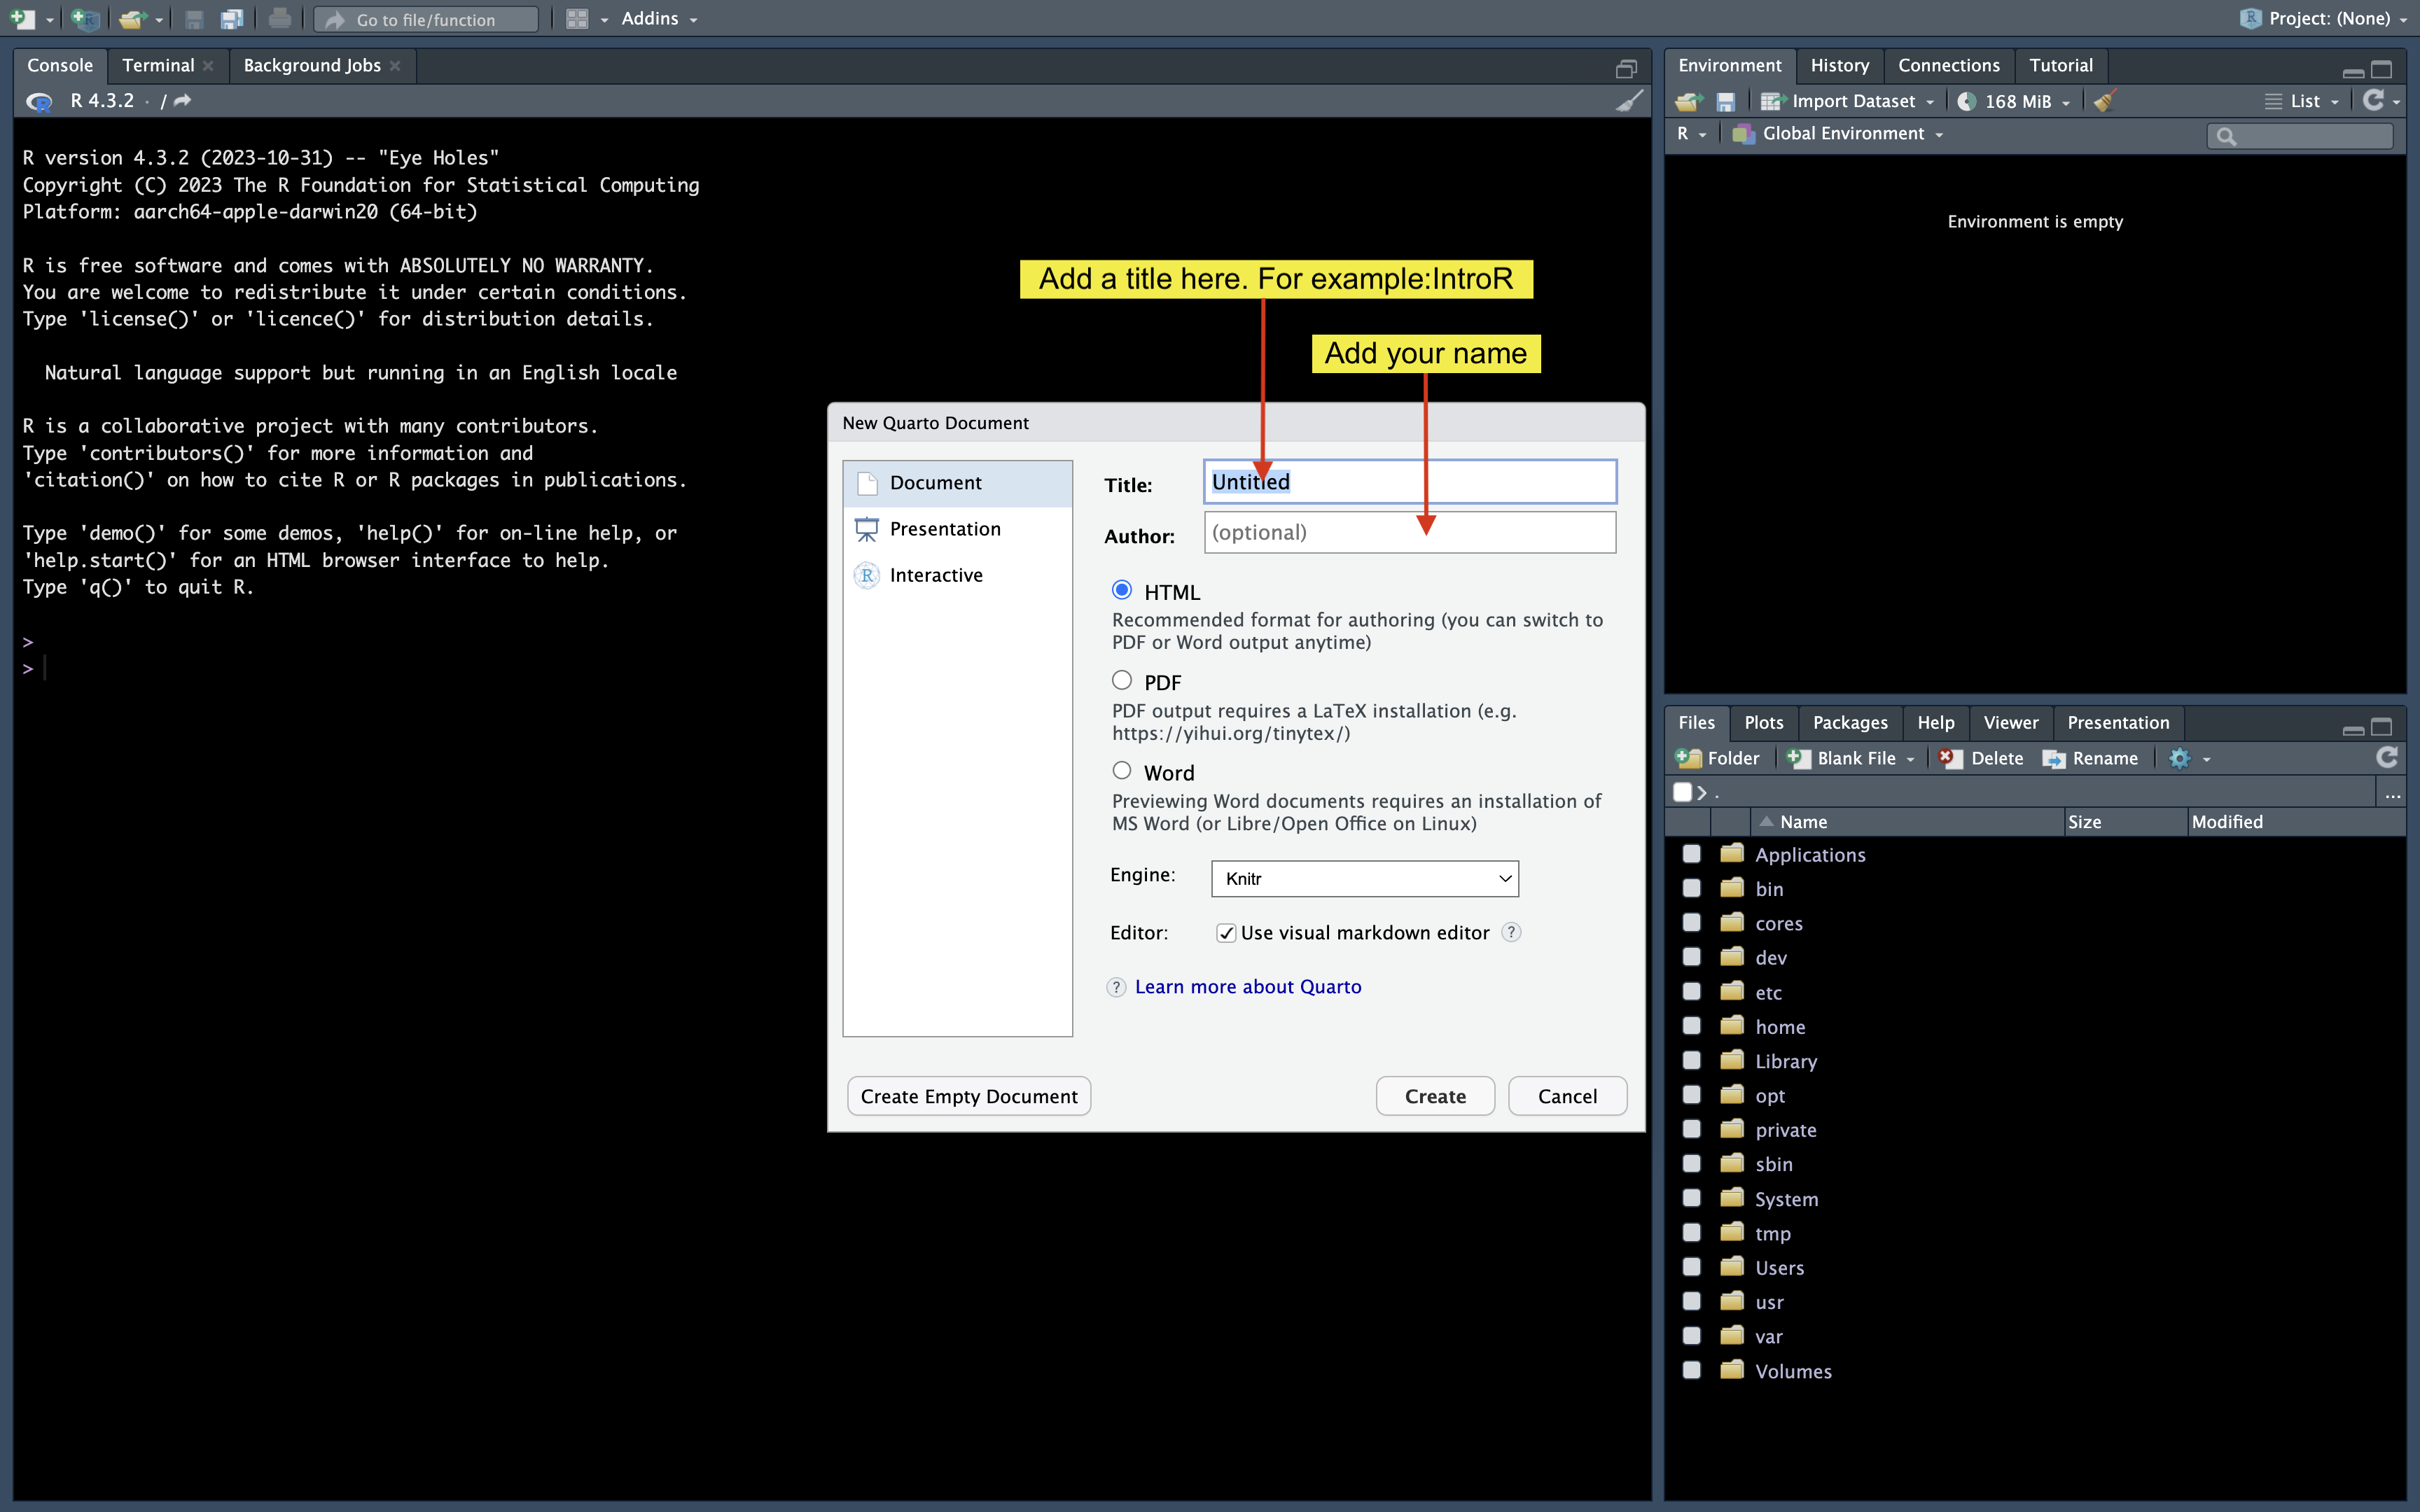 Go to file/function
Addins
Project: (None)
Console
Terminal
Background Jobs
R 4.3.2 · /
R version 4.3.2 (2023-10-31) -- "Eye Holes"
Copyright (C) 2023 The R Foundation for Statistical Computing
Platform: aarch64-apple-darwin20 (64-bit)
R is free software and comes with ABSOLUTELY NO WARRANTY.
You are welcome to redistribute it under certain conditions.
Type 'license()' or 'licence()' for distribution details.
Natural language support but running in an English locale
R is a collaborative project with many contributors.
Type 'contributors()' for more information and
'citation()' on how to cite R or R packages in publications.
Type 'demo()' for some demos, 'help()' for on-line help, or
'help.start()' for an HTML browser interface to help.
Type 'q()' to quit R.
>
>
Add a title here. For example:IntroR
Add your name
New Quarto Document
Document
Presentation
Interactive
Title:
Untitled
Author:
(optional)
HTML
Recommended format for authoring (you can switch to
PDF or Word output anytime)
PDF
PDF output requires a LaTeX installation (e.g.
https://yihui.org/tinytex/)
Word
Previewing Word documents requires an installation of
MS Word (or Libre/Open Office on Linux)
Engine:
Knitr
Editor:
Use visual markdown editor ?
? Learn more about Quarto
Create Empty Document
Create
Cancel
Environment
History
Connections
Tutorial
Import Dataset
168 MiB
List
R
Global Environment
Environment is empty
Files
Plots
Packages
Help
Viewer
Presentation
Folder
Blank File
Delete
Rename
.
...
Name
Size
Modified
Applications
bin
cores
dev
etc
home
Library
opt
private
sbin
System
tmp
Users
usr
var
Volumes